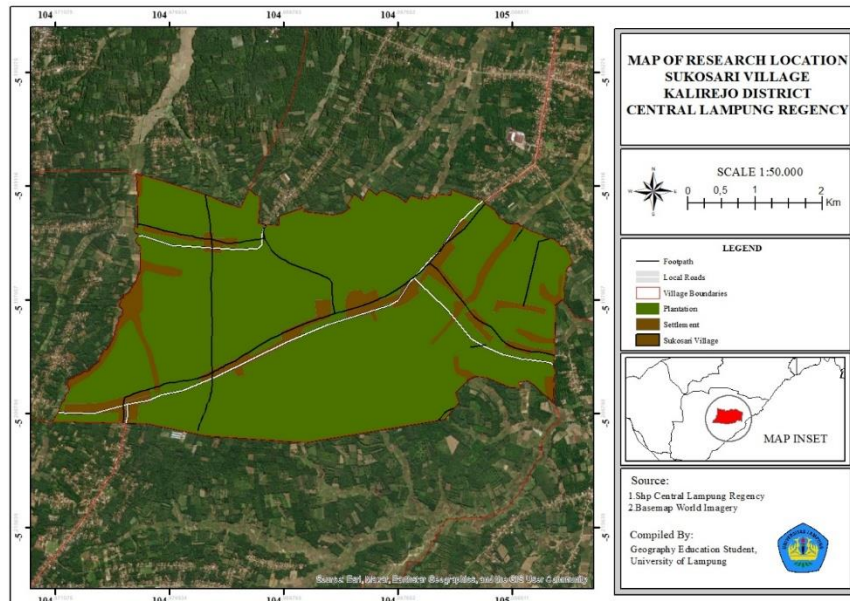 104 104 104 104 105
MAP OF RESEARCH LOCATION
SUKOSARI VILLAGE
KALIREJO DISTRICT
CENTRAL LAMPUNG REGENCY
SCALE 1:50.000
N
W E
S
0 0,5 1 2
Km
LEGEND
Footpath
Local Roads
Village Boundaries
Plantation
Settlement
Sukosari Village
MAP INSET
Source:
1.Shp Central Lampung Regency
2.Basemap World Imagery
Compiled By:
Geography Education Student,
University of Lampung
Source: Esri, Maxar, Earthstar Geographics, and the GIS User Community
-5
-5
-5
-5
-5
-5
-5
-5
-5
-5
104 104 104 104 105